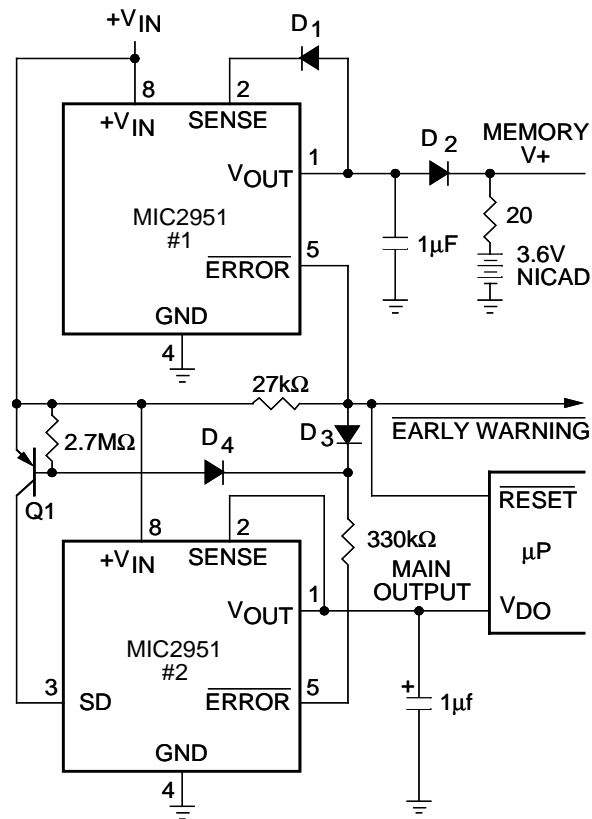 +VIN
D1
8
2
+VIN
SENSE
D2
MEMORY
V+
1
VOUT
MIC2951
#1
20
1µF
3.6V
NICAD
5
ERROR
GND
4
27kΩ
2.7MΩ
D4
D3
EARLY WARNING
Q1
RESET
8
2
330kΩ
µP
+VIN
SENSE
MAIN
OUTPUT
1
VOUT
VDO
MIC2951
#2
3
SD
5
ERROR
+
1µf
GND
4